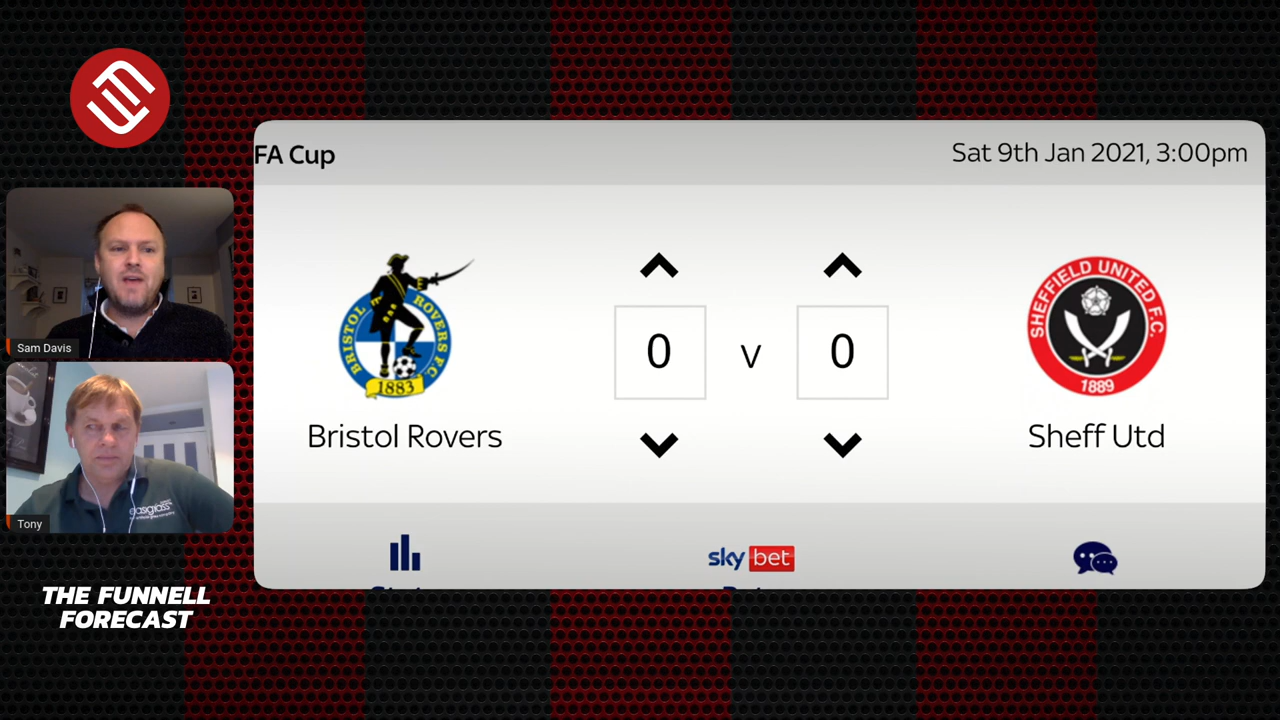 FA Cup
Sat 9th Jan 2021, 3:00pm
BRISTOL ROVERS F.C.
1883
0
v
0
SHEFFIELD UNITED F.C.
1889
Bristol Rovers
Sheff Utd
sky bet
Sam Davis
easigrass
Tony
THE FUNNELL
FORECAST